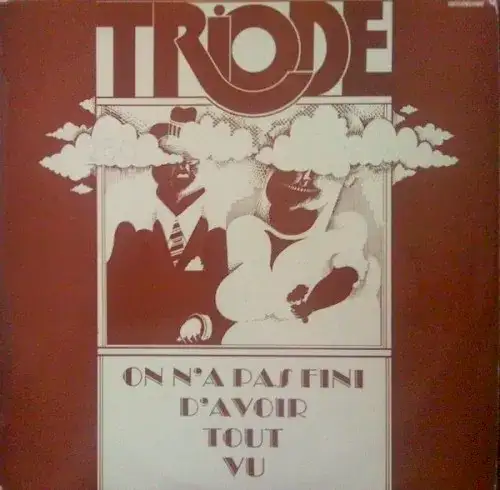 TRIODE
ON N'A PAS FINI
D'AVOIR
TOUT
VU